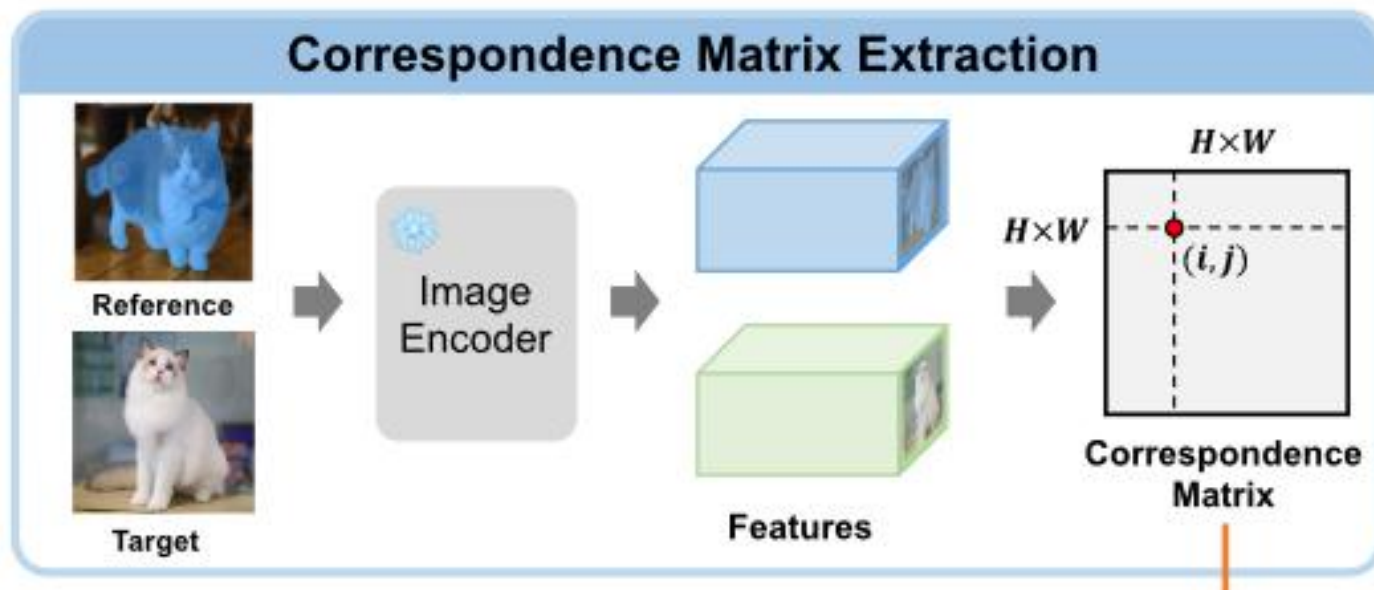 Correspondence Matrix Extraction
Reference
Target
Image
Encoder
Features
H×W
H×W
(i,j)
Correspondence
Matrix